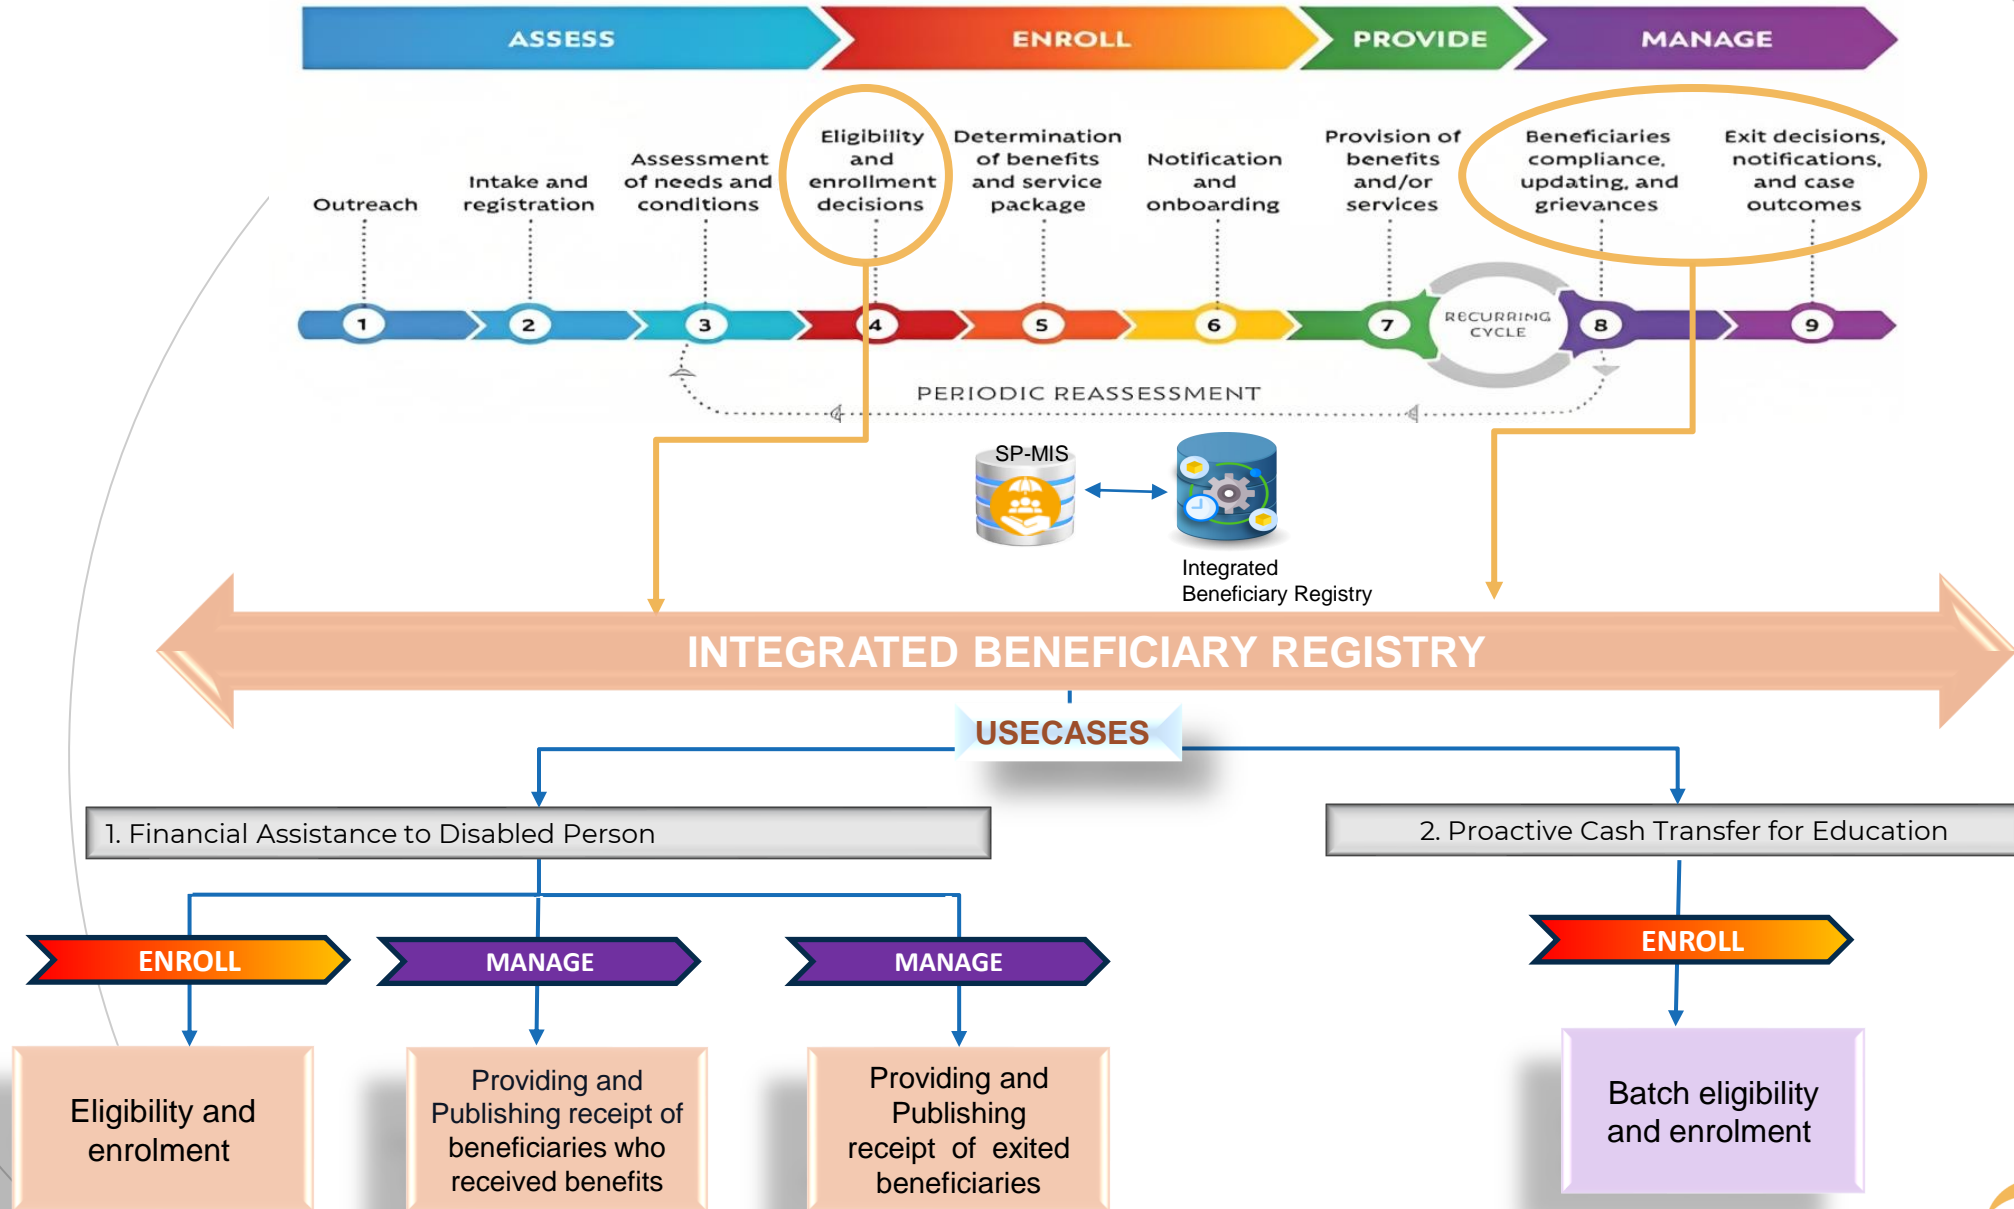 ASSESS
ENROLL
PROVIDE
MANAGE
Outreach
Intake and
registration
Assessment
of needs and
conditions
Eligibility
and
enrollment
decisions
Determination
of benefits
and service
package
Notification
and
onboarding
Provision of
benefits
and/or
services
Beneficiaries
compliance,
updating, and
grievances
Exit decisions,
notifications,
and case
outcomes
1
2
3
4
5
6
7
RECURRING
CYCLE
8
9
PERIODIC REASSESSMENT
SP-MIS
Integrated
Beneficiary Registry
INTEGRATED BENEFICIARY REGISTRY
USECASES
1. Financial Assistance to Disabled Person
2. Proactive Cash Transfer for Education
ENROLL
MANAGE
MANAGE
ENROLL
Eligibility and
enrolment
Providing and
Publishing receipt of
beneficiaries who
received benefits
Providing and
Publishing
receipt of exited
beneficiaries
Batch eligibility
and enrolment